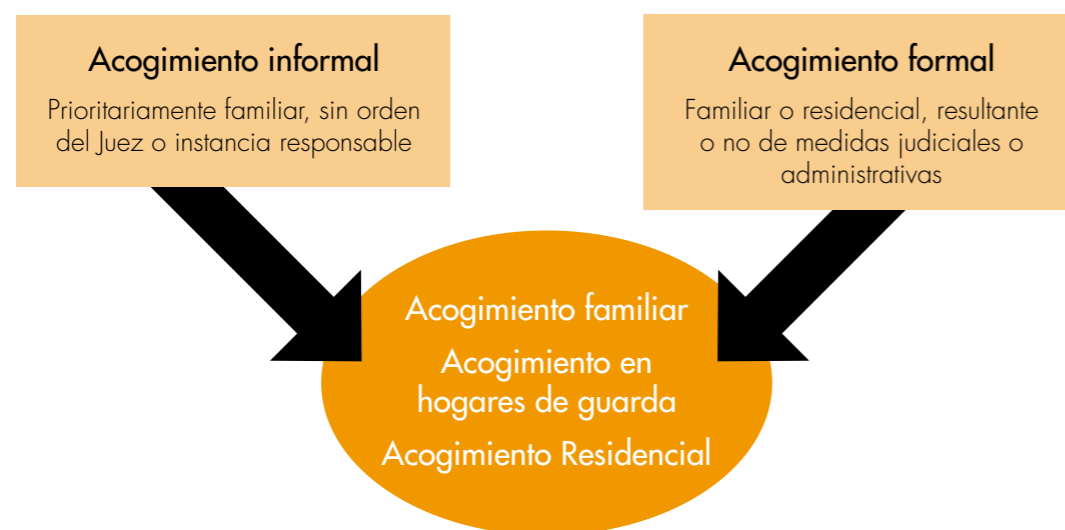 Acogimiento informal
Prioritariamente familiar, sin orden
del Juez o instancia responsable
Acogimiento formal
Familiar o residencial, resultante
o no de medidas judiciales o
administrativas
Acogimiento familiar
Acogimiento en
hogares de guarda
Acogimiento Residencial